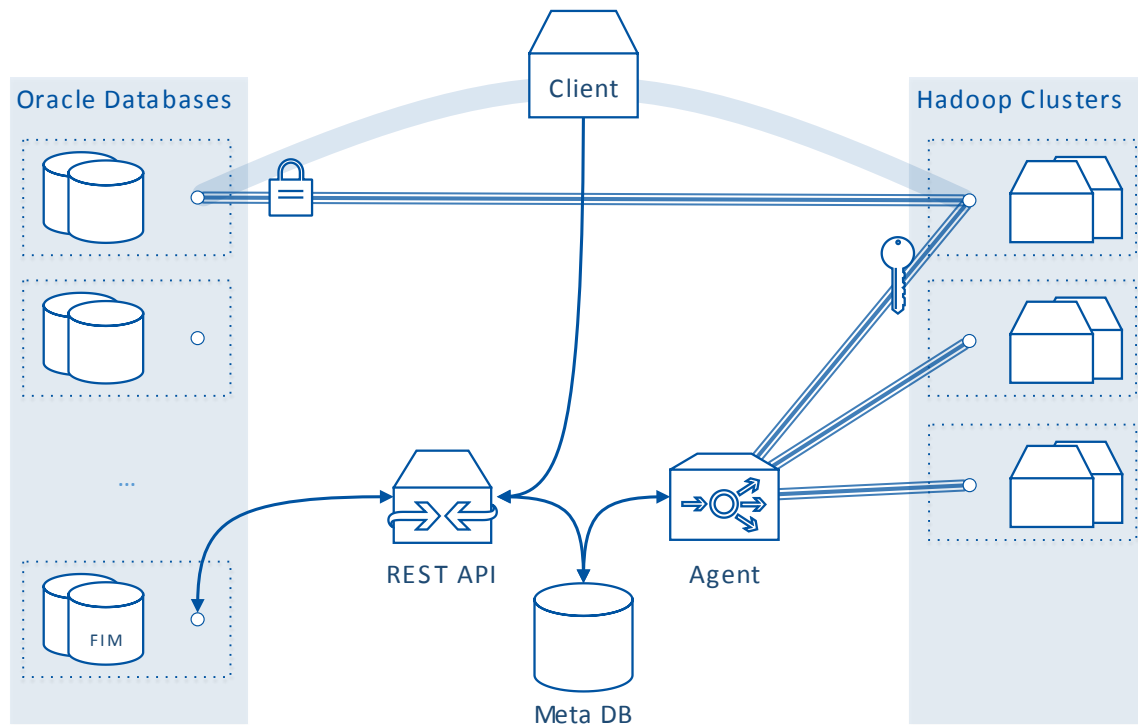 Client
Oracle Databases
Hadoop Clusters
...
REST API
Agent
FIM
Meta DB